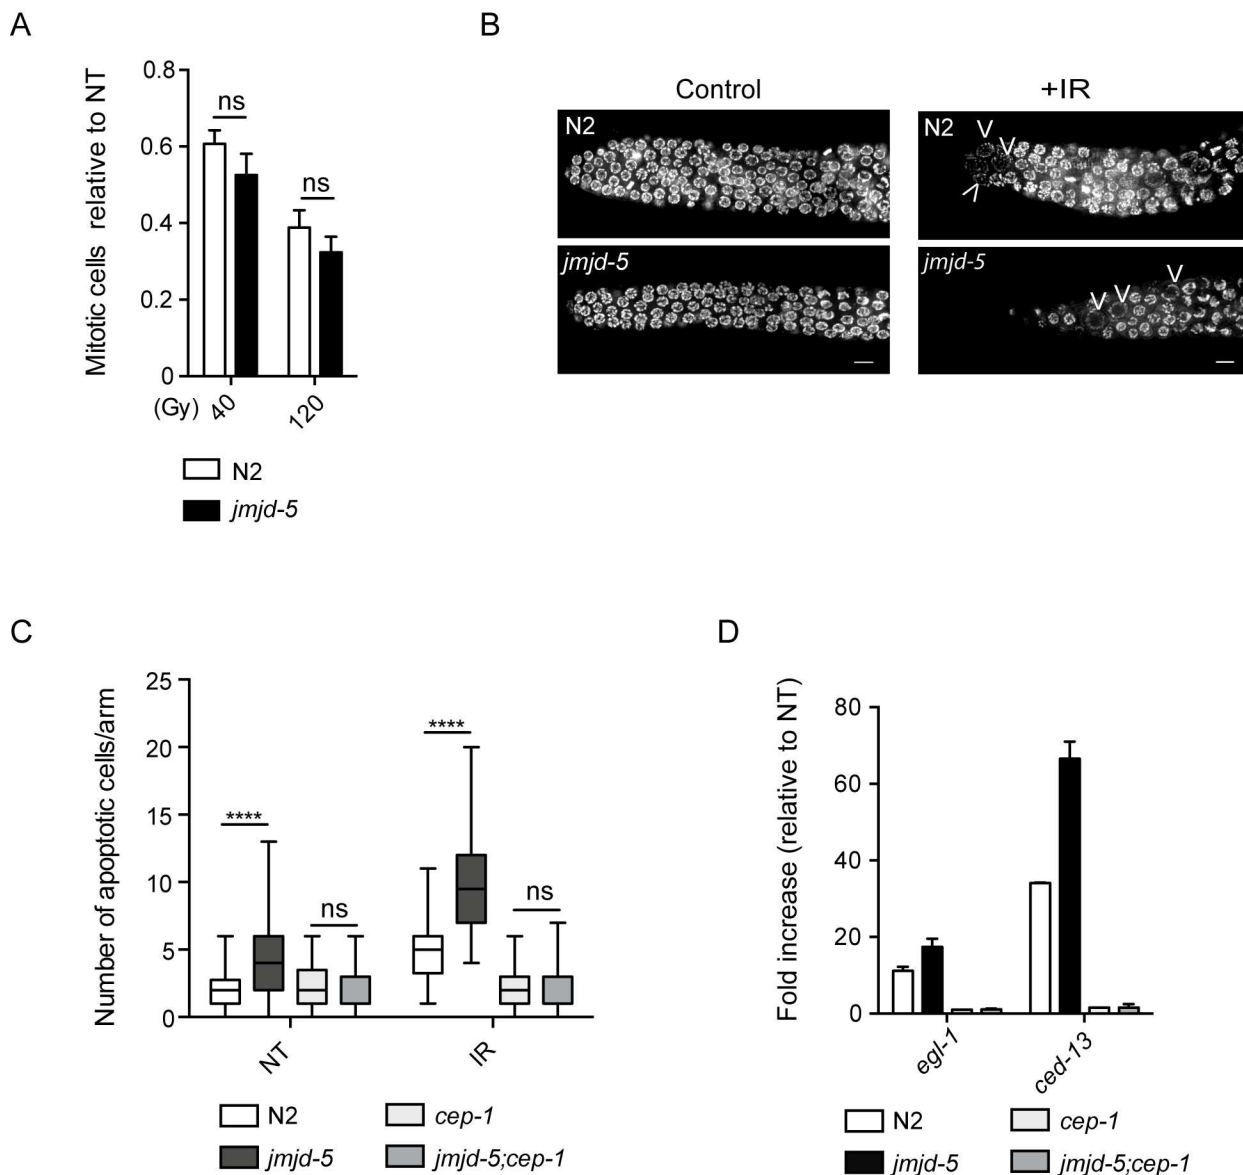 A
Mitotic cells relative to NT
0.8
0.6
0.4
0.2
0
ns
ns
(Gy)
40
120
N2
jmjd-5
B
Control
+IR
N2
N2
V
V
V
jmjd-5
jmjd-5
V
V
V
C
Number of apoptotic cells/arm
25
20
15
10
5
0
****
ns
****
ns
NT
IR
N2
cep-1
jmjd-5
jmjd-5;cep-1
D
Fold increase (relative to NT)
80
60
40
20
0
egl-1
ced-13
N2
cep-1
jmjd-5
jmjd-5;cep-1